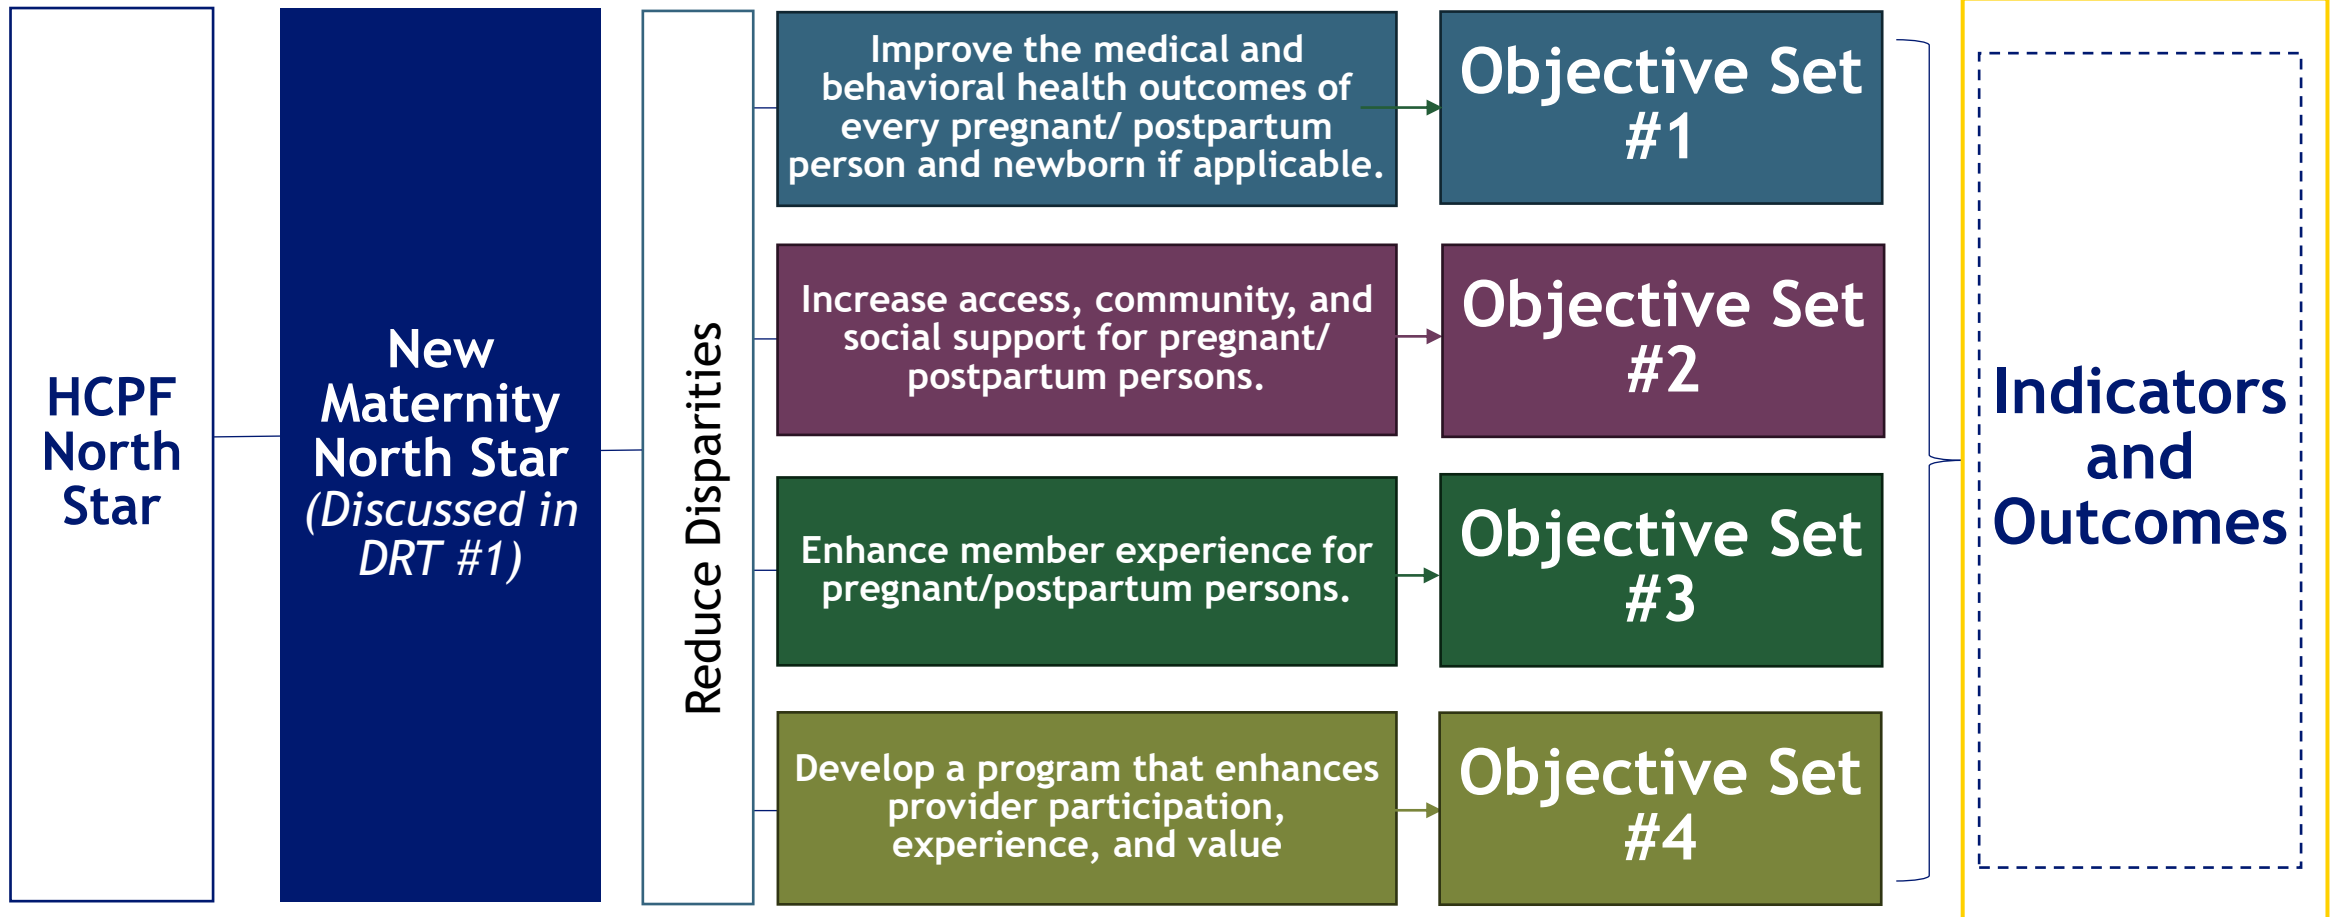 HCPF
North
Star
New
Maternity
North Star
(Discussed in
DRT #1)
Reduce Disparities
Improve the medical and
behavioral health outcomes of
every pregnant/ postpartum
person and newborn if applicable.
Objective Set
#1
Increase access, community, and
social support for pregnant/
postpartum persons.
Objective Set
#2
Enhance member experience for
pregnant/postpartum persons.
Objective Set
#3
Develop a program that enhances
provider participation,
experience, and value
Objective Set
#4
Indicators
and
Outcomes